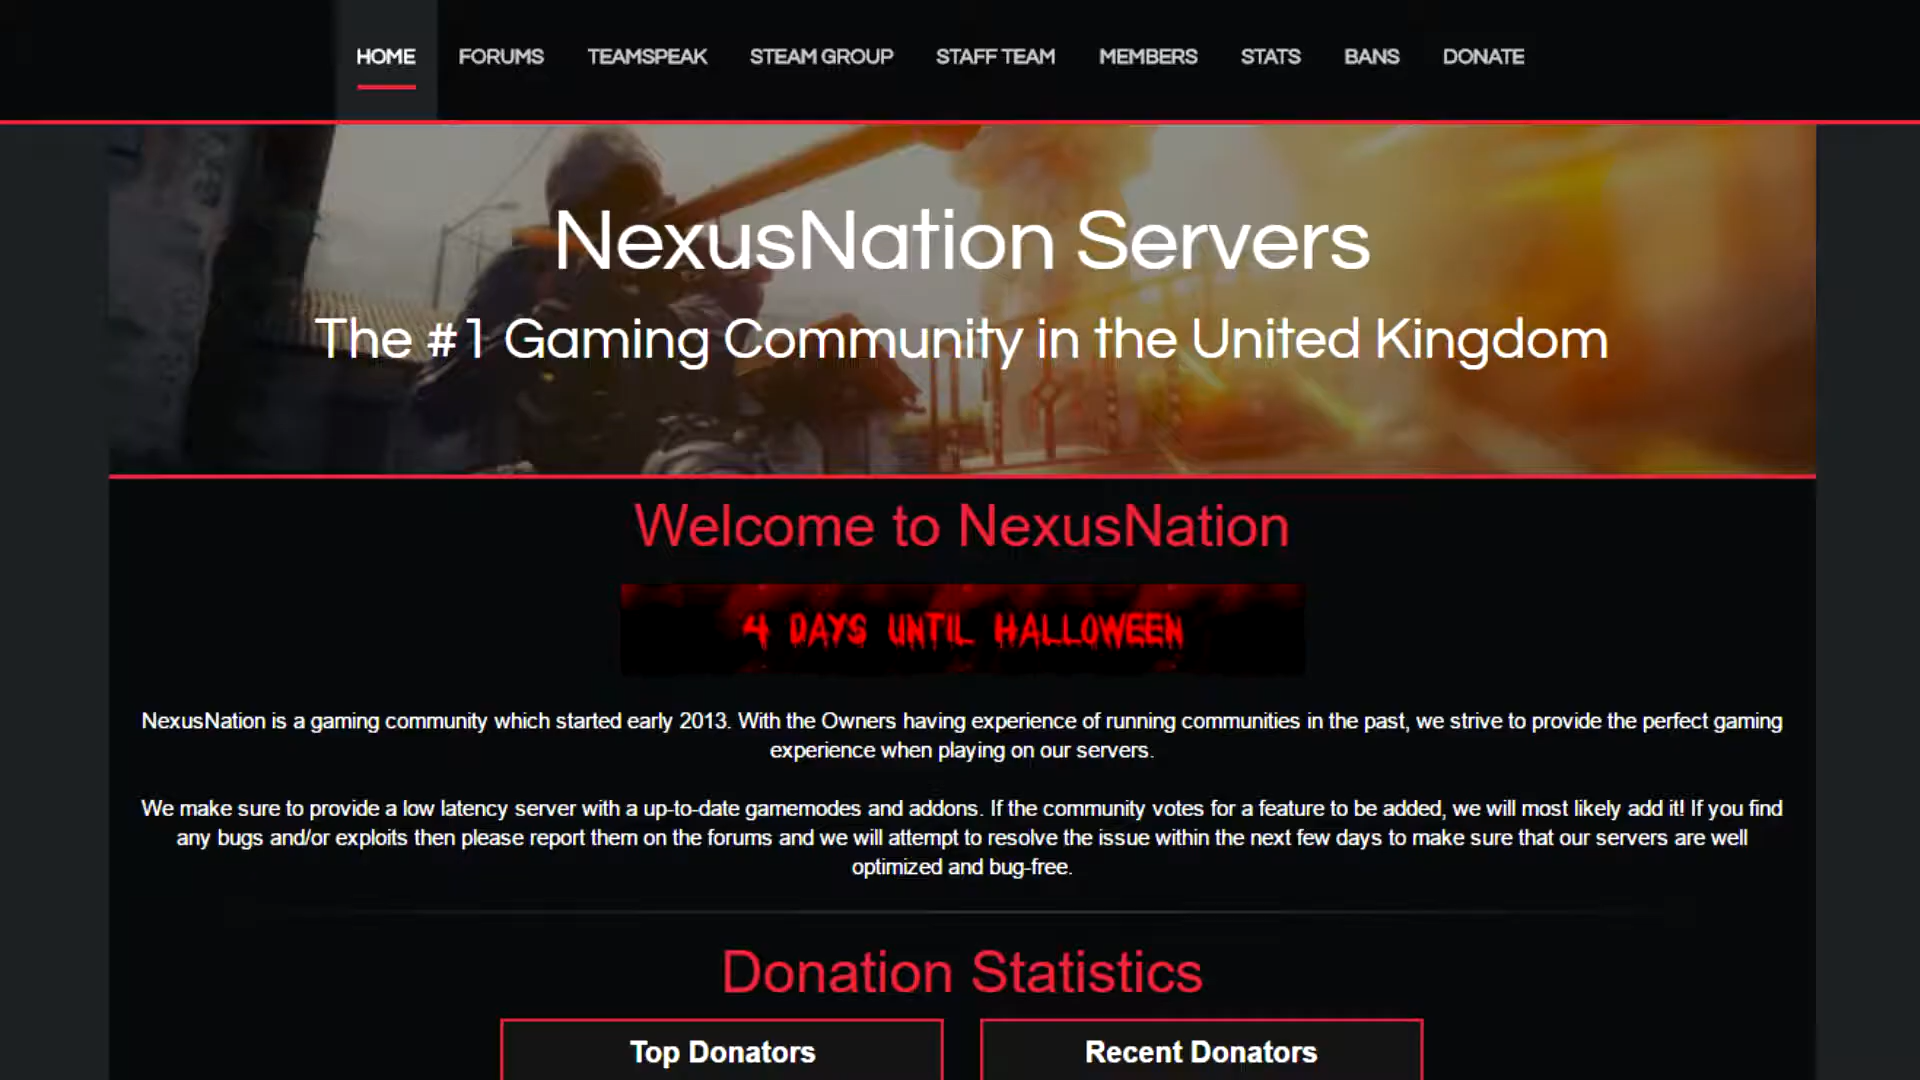 HOME FORUMS TEAMSPEAK STEAM GROUP STAFF TEAM MEMBERS STATS BANS DONATE
NexusNation Servers
The #1 Gaming Community in the United Kingdom
Welcome to NexusNation
4 DAYS UNTIL HALLOWEEN
NexusNation is a gaming community which started early 2013. With the Owners having experience of running communities in the past, we strive to provide the perfect gaming
experience when playing on our servers.
We make sure to provide a low latency server with a up-to-date gamemodes and addons. If the community votes for a feature to be added, we will most likely add it! If you find
any bugs and/or exploits then please report them on the forums and we will attempt to resolve the issue within the next few days to make sure that our servers are well
optimized and bug-free.
Donation Statistics
Top Donators
Recent Donators